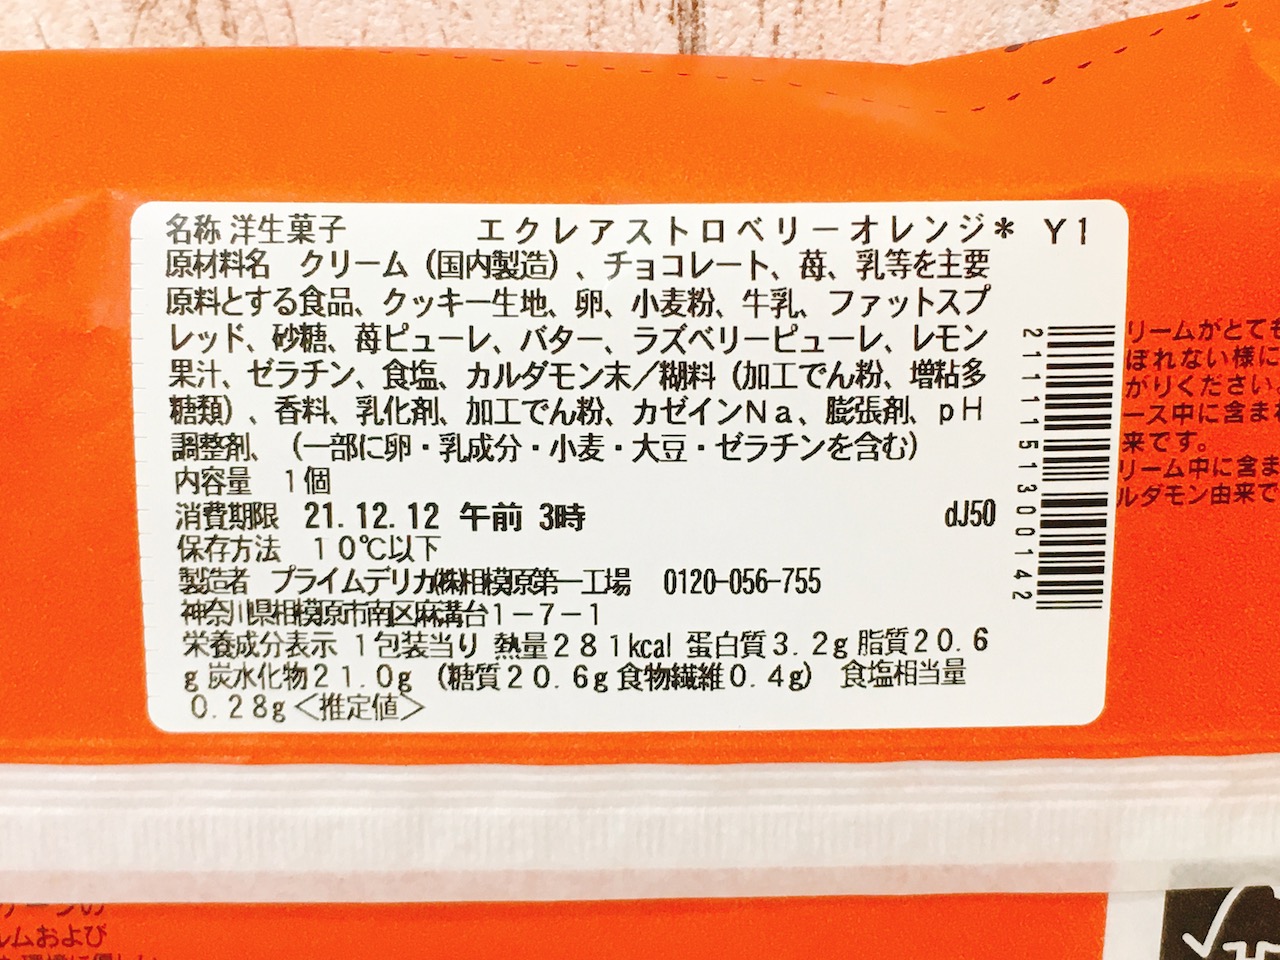 名称 洋生菓子 エクレアストロベリーオレンジ＊ Y1
原材料名 クリーム（国内製造）、チョコレート、苺、乳等を主要
原料とする食品、クッキー生地、卵、小麦粉、牛乳、ファットスプ
レッド、砂糖、苺ピューレ、バター、ラズベリーピューレ、レモン
果汁、ゼラチン、食塩、カルダモン末／糊料（加工でん粉、増粘多
糖類）、香料、乳化剤、加工でん粉、カゼインNa、膨張剤、pH
調整剤、（一部に卵・乳成分・小麦・大豆・ゼラチンを含む）
内容量 1個
消費期限 21.12.12 午前 3時 dJ50
保存方法 10℃以下
製造者 プライムデリカ㈱相模原第一工場 0120-056-755
神奈川県相模原市南区麻溝台1－7－1
栄養成分表示 1包装当り 熱量281kcal 蛋白質3.2g 脂質20.6
g 炭水化物21.0g（糖質20.6g 食物繊維0.4g） 食塩相当量
0.28g＜推定値＞
2111151300142
リームがとても
ぼれない様に
がりください
ース中に含まれ
来です。
リーム中に含ま
ルダモン由来で
ルムおよび